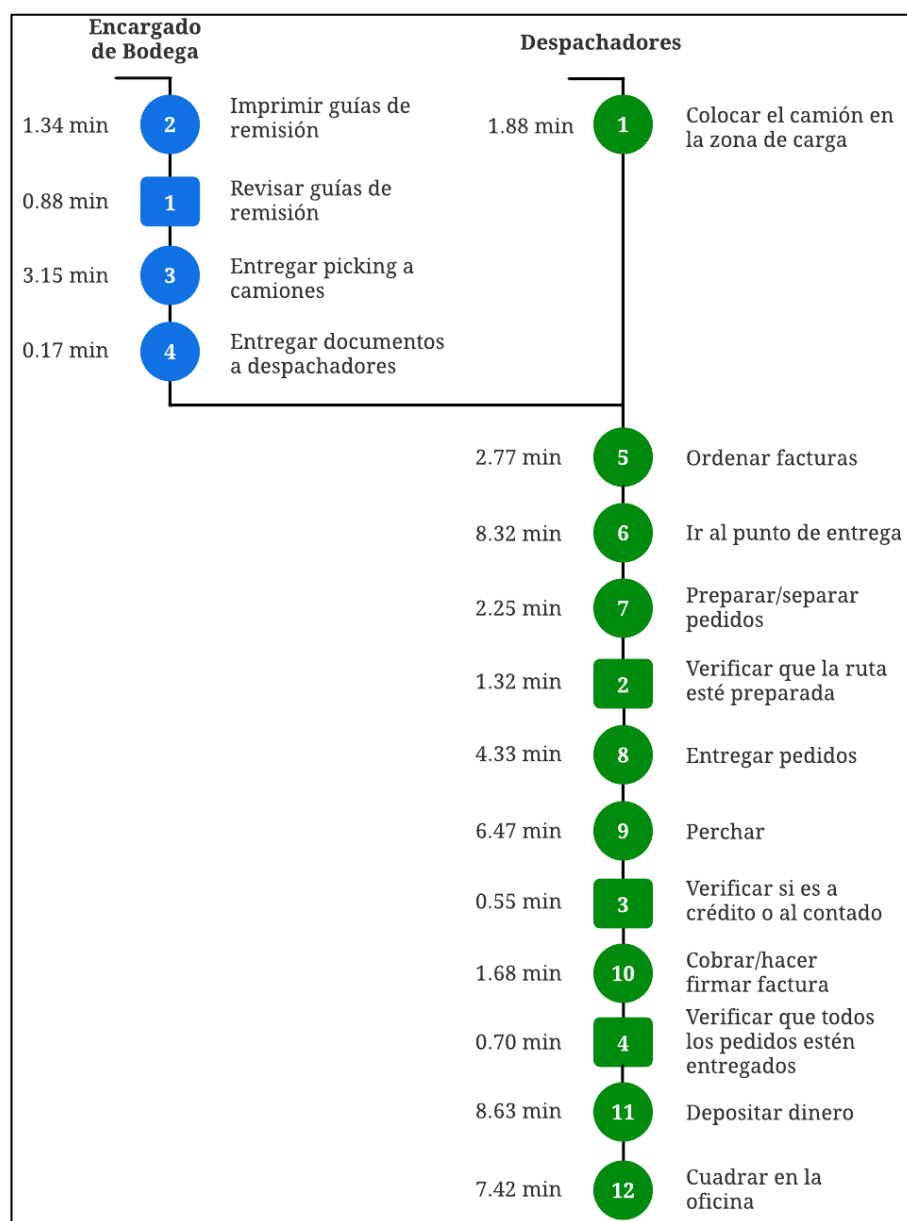 Encargado
de Bodega
Despachadores
1.34 min
2
Imprimir guías de
remisión
1.88 min
1
Colocar el camión en
la zona de carga
0.88 min
1
Revisar guías de
remisión
3.15 min
3
Entregar picking a
camiones
0.17 min
4
Entregar documentos
a despachadores
2.77 min
5
Ordenar facturas
8.32 min
6
Ir al punto de entrega
2.25 min
7
Preparar/separar
pedidos
1.32 min
2
Verificar que la ruta
esté preparada
4.33 min
8
Entregar pedidos
6.47 min
9
Perchar
0.55 min
3
Verificar si es a
crédito o al contado
1.68 min
10
Cobrar/hacer
firmar factura
0.70 min
4
Verificar que todos
los pedidos estén
entregados
8.63 min
11
Depositar dinero
7.42 min
12
Cuadrar en la
oficina